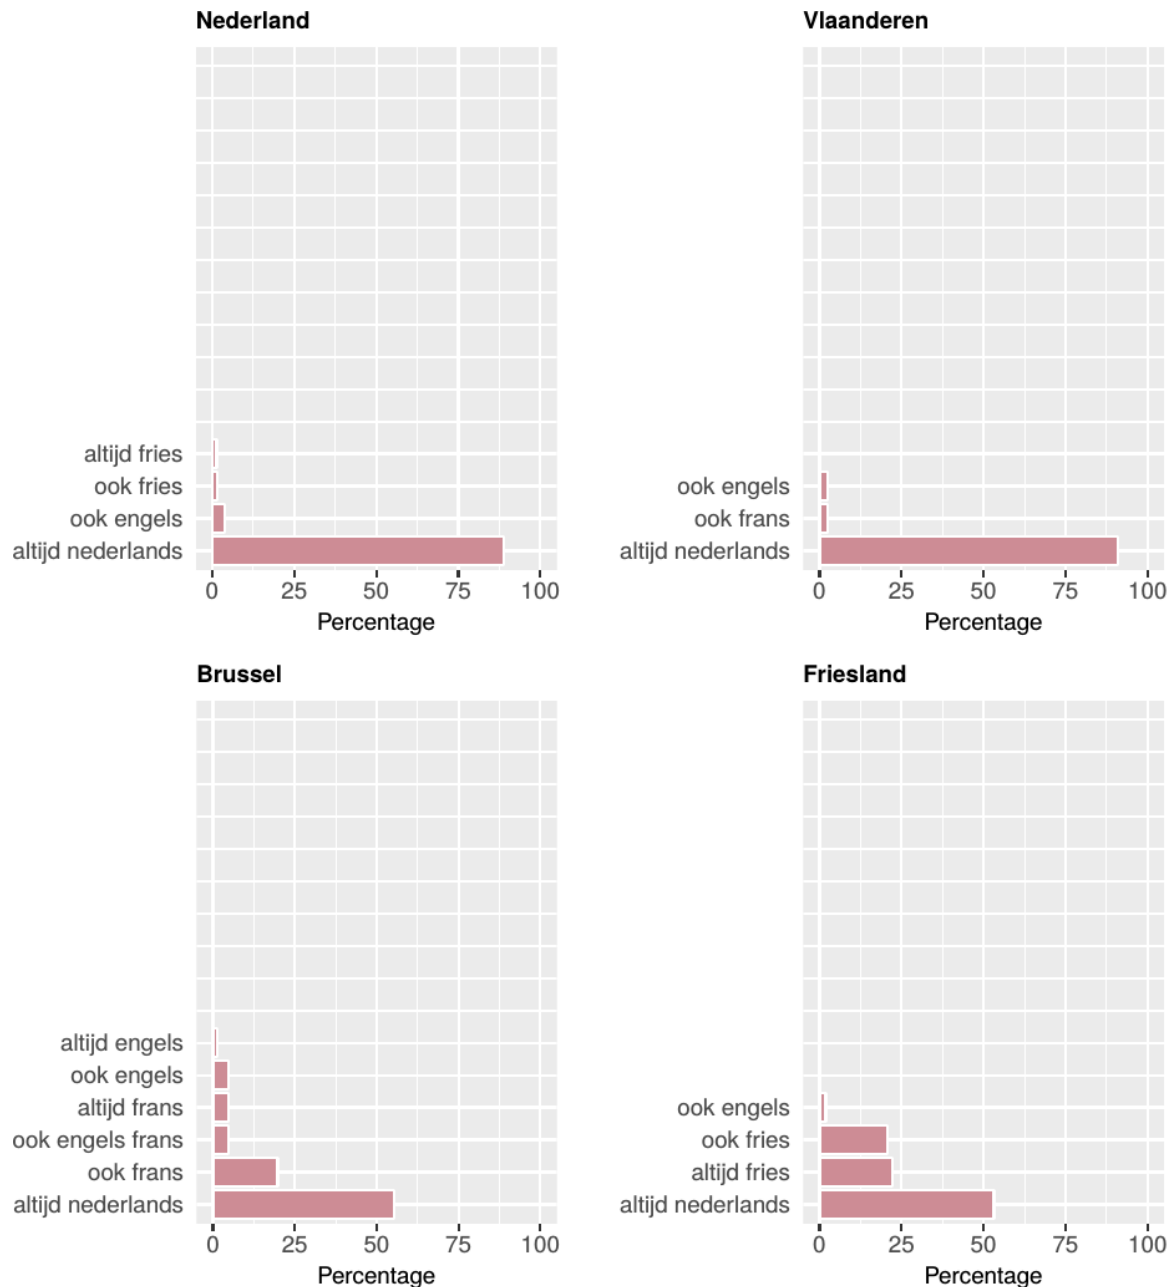 Nederland
altijd fries
ook fries
ook engels
altijd nederlands
0 25 50 75 100
Percentage
Vlaanderen
ook engels
ook frans
altijd nederlands
0 25 50 75 100
Percentage
Brussel
altijd engels
ook engels
altijd frans
ook engels frans
ook frans
altijd nederlands
0 25 50 75 100
Percentage
Friesland
ook engels
ook fries
altijd fries
altijd nederlands
0 25 50 75 100
Percentage